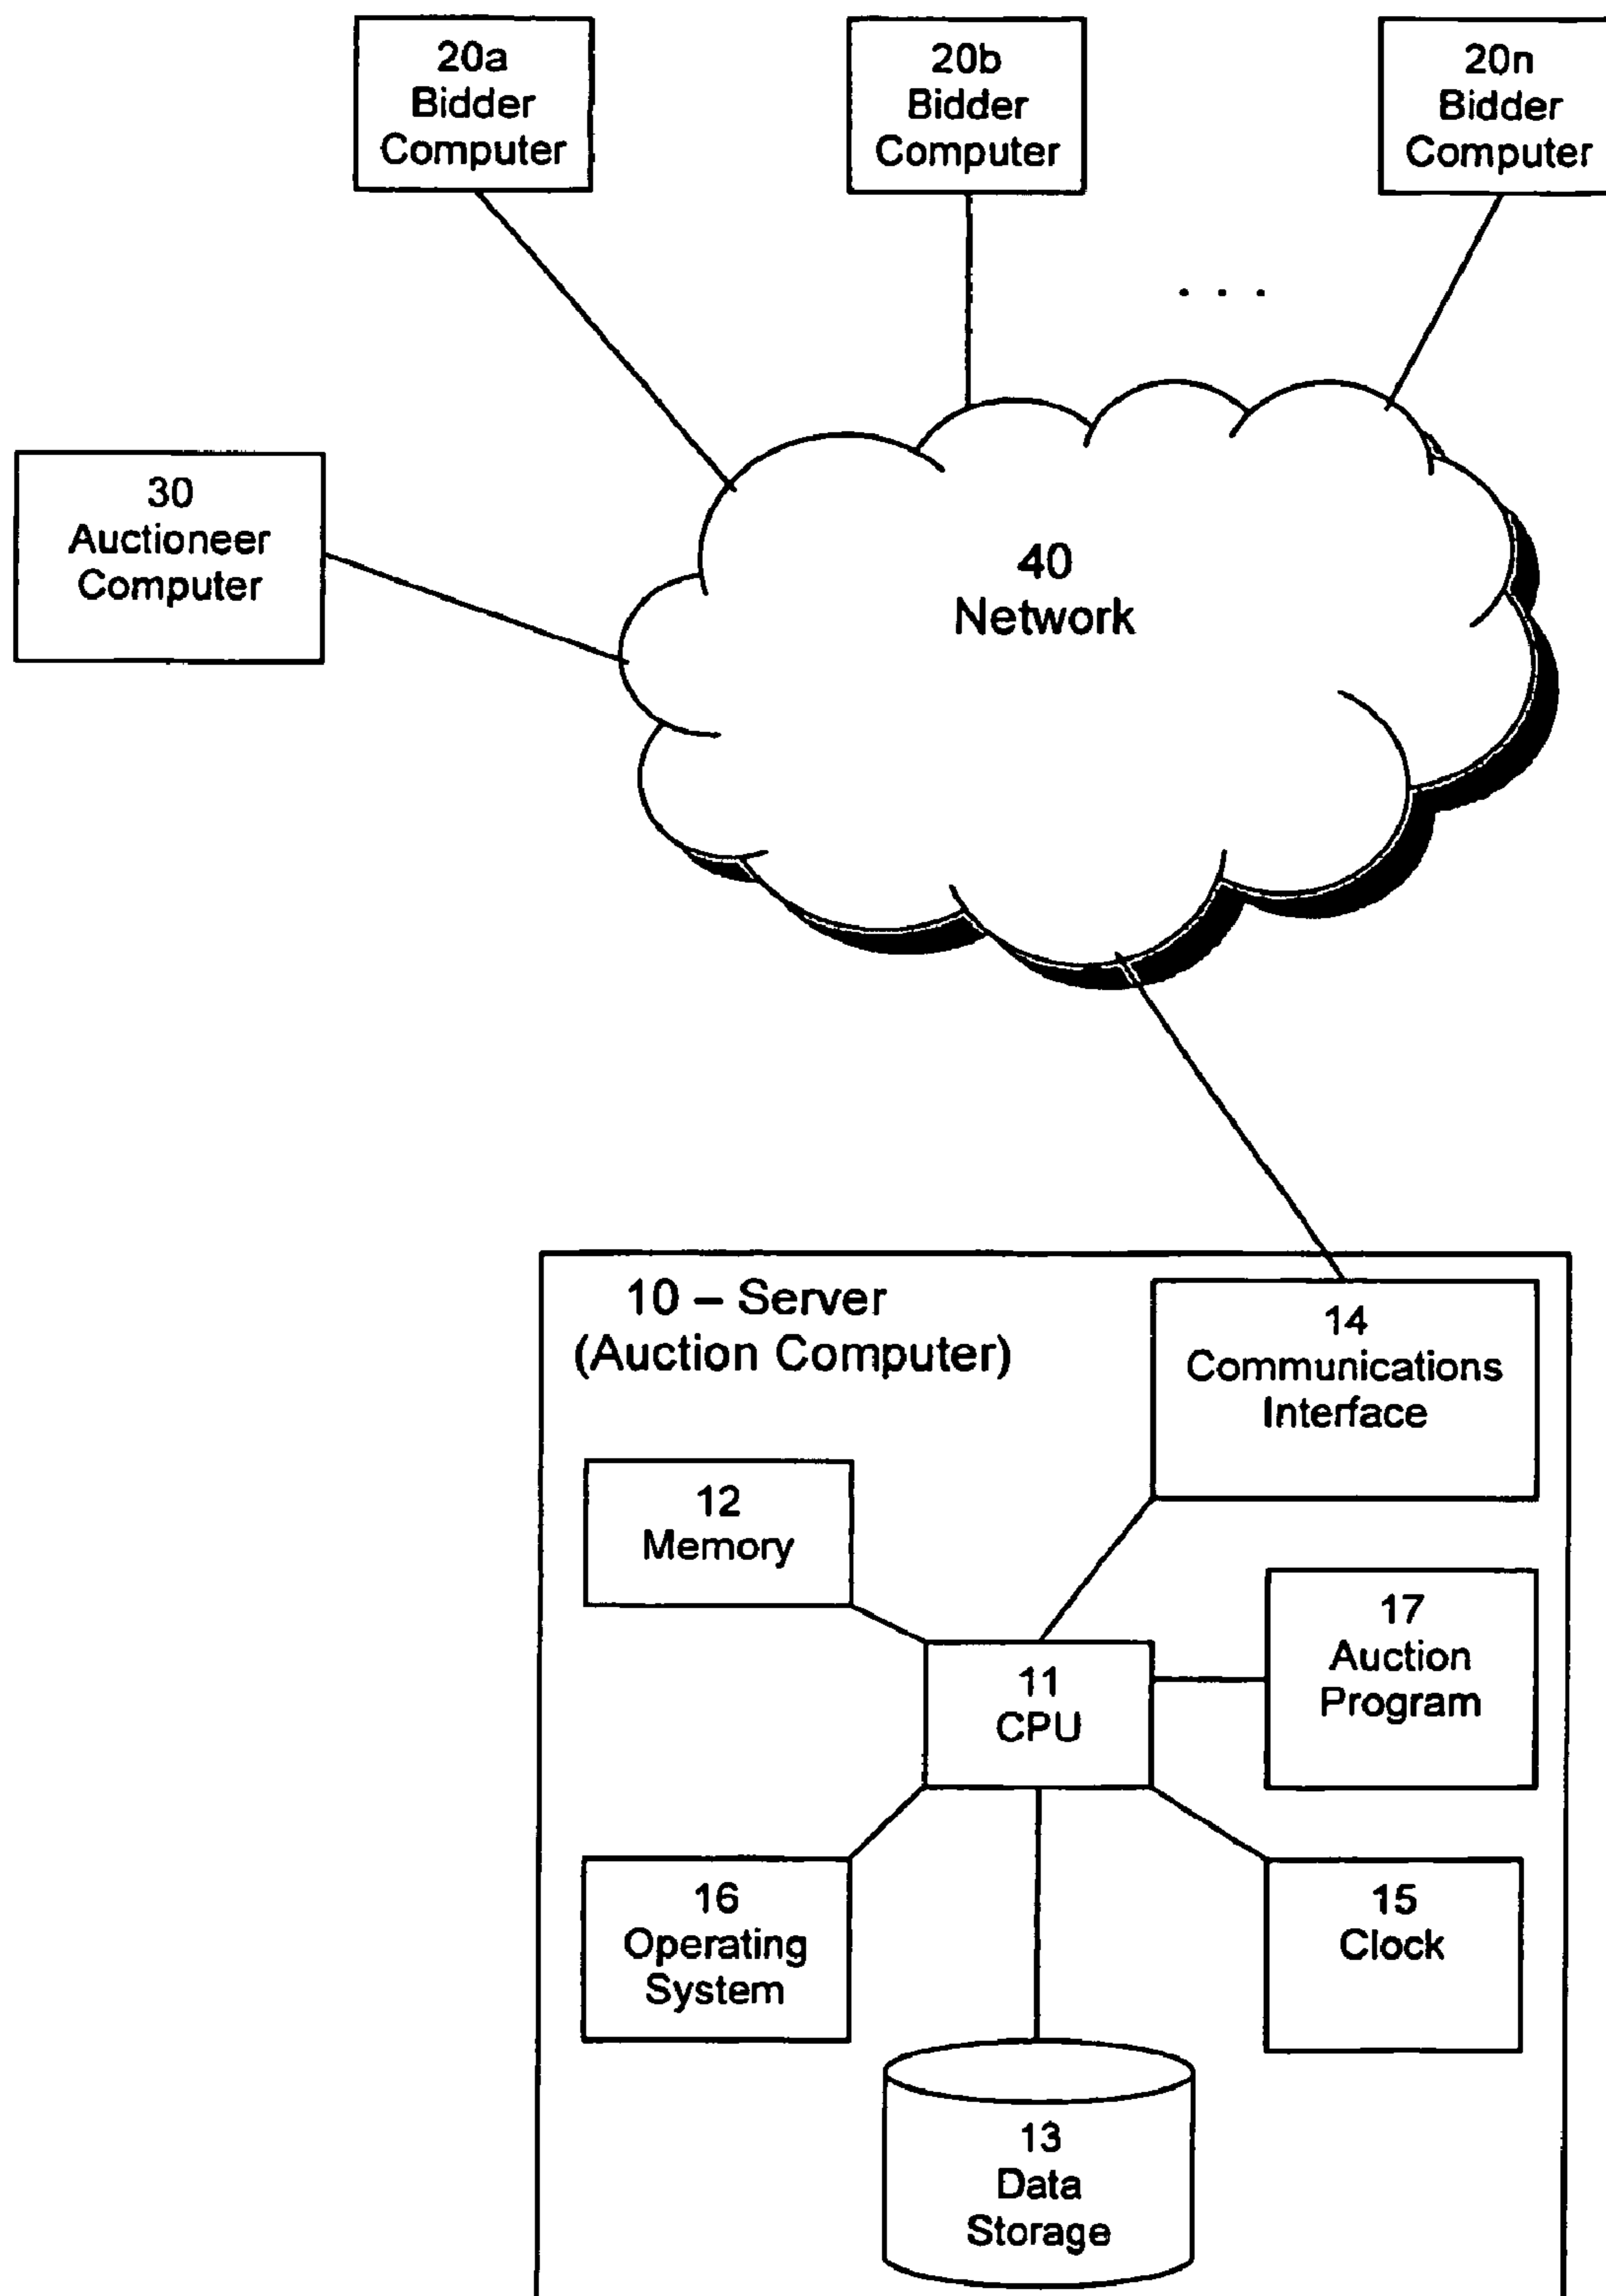 20a
Bidder
Computer
20b
Bidder
Computer
20n
Bidder
Computer
. . .
30
Auctioneer
Computer
40
Network
10 – Server
(Auction Computer)
14
Communications
Interface
12
Memory
17
Auction
Program
11
CPU
16
Operating
System
15
Clock
13
Data
Storage